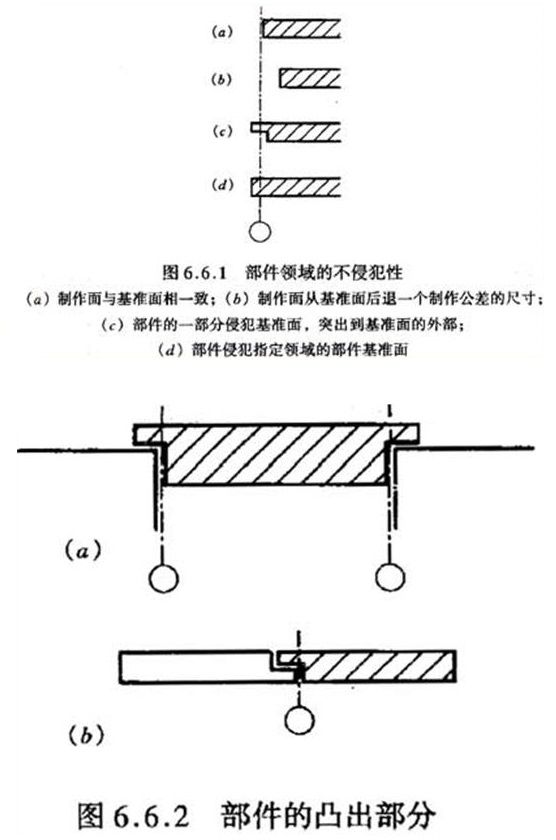 (a)
(b)
(c)
(d)
图6.6.1 部件领域的不侵犯性
(a) 制作面与基准面相一致；(b) 制作面从基准面后退一个制作公差的尺寸；
(c) 部件的一部分侵犯基准面，突出到基准面的外部；
(d) 部件侵犯指定领域的部件基准面
(a)
(b)
图6.6.2 部件的凸出部分